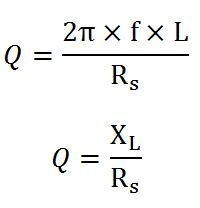 Q = (2π × f × L) / R_s
Q = X_L / R_s